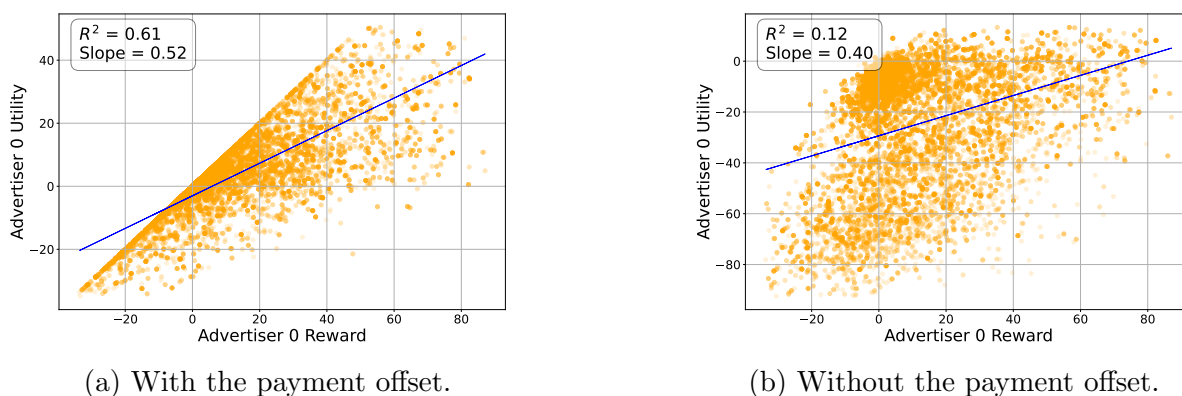 R² = 0.61
Slope = 0.52
40
20
0
−20
Advertiser 0 Utility
−20 0 20 40 60 80
Advertiser 0 Reward
(a) With the payment offset.
R² = 0.12
Slope = 0.40
0
−20
−40
−60
−80
Advertiser 0 Utility
−20 0 20 40 60 80
Advertiser 0 Reward
(b) Without the payment offset.